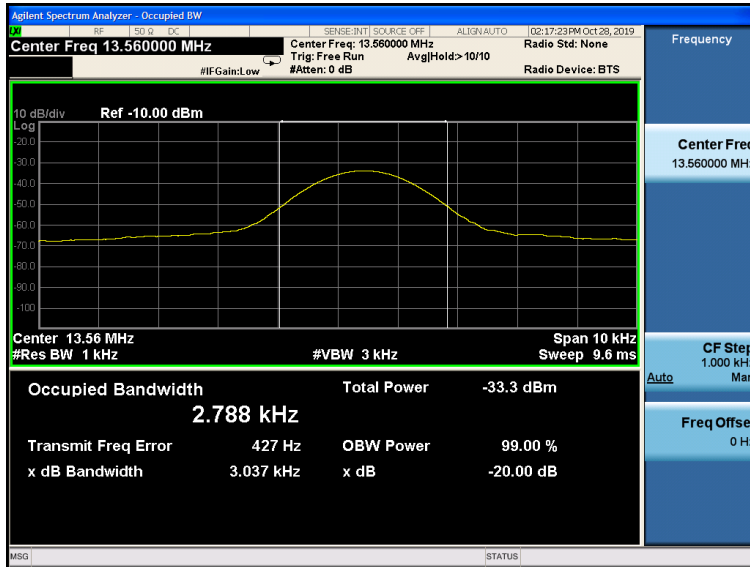 Agilent Spectrum Analyzer - Occupied BW
LXI RF 50 Ω DC SENSE:INT SOURCE OFF ALIGN AUTO 02:17:23 PM Oct 28, 2019
Center Freq 13.560000 MHz Center Freq: 13.560000 MHz Radio Std: None
Trig: Free Run Avg|Hold:> 10/10
#IFGain:Low #Atten: 0 dB Radio Device: BTS
Frequency
10 dB/div Ref -10.00 dBm
Log
-20.0
-30.0
-40.0
-50.0
-60.0
-70.0
-80.0
-90.0
-100
Center 13.56 MHz Span 10 kHz
#Res BW 1 kHz #VBW 3 kHz Sweep 9.6 ms
Occupied Bandwidth Total Power -33.3 dBm
2.788 kHz
Transmit Freq Error 427 Hz OBW Power 99.00 %
x dB Bandwidth 3.037 kHz x dB -20.00 dB
Center Freq
13.560000 MH
CF Step
1.000 kH
Auto Ma
Freq Offse
0 H
MSG STATUS